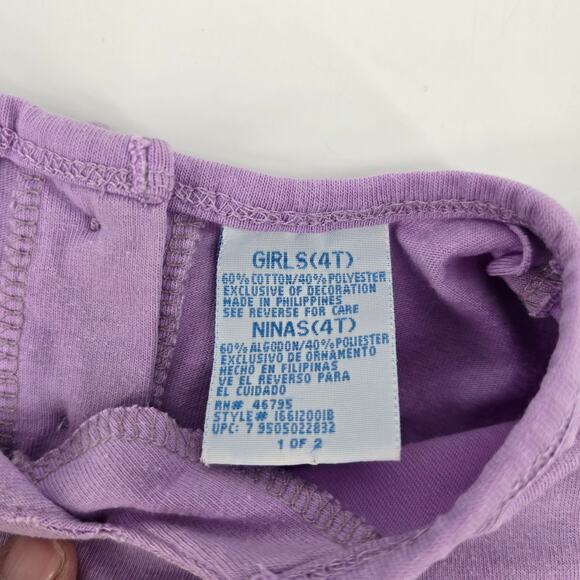 GIRLS(4T)
60% COTTON/40% POLYESTER
EXCLUSIVE OF DECORATION
MADE IN PHILIPPINES
SEE REVERSE FOR CARE
NINAS(4T)
60% ALGODON/40% POLIESTER
EXCLUSIVO DE ORNAMENTO
HECHO EN FILIPINAS
VE EL REVERSO PARA
EL CUIDADO
RN# 46795
STYLE# I661200IB
UPC: 7 9505022832
1 OF 2